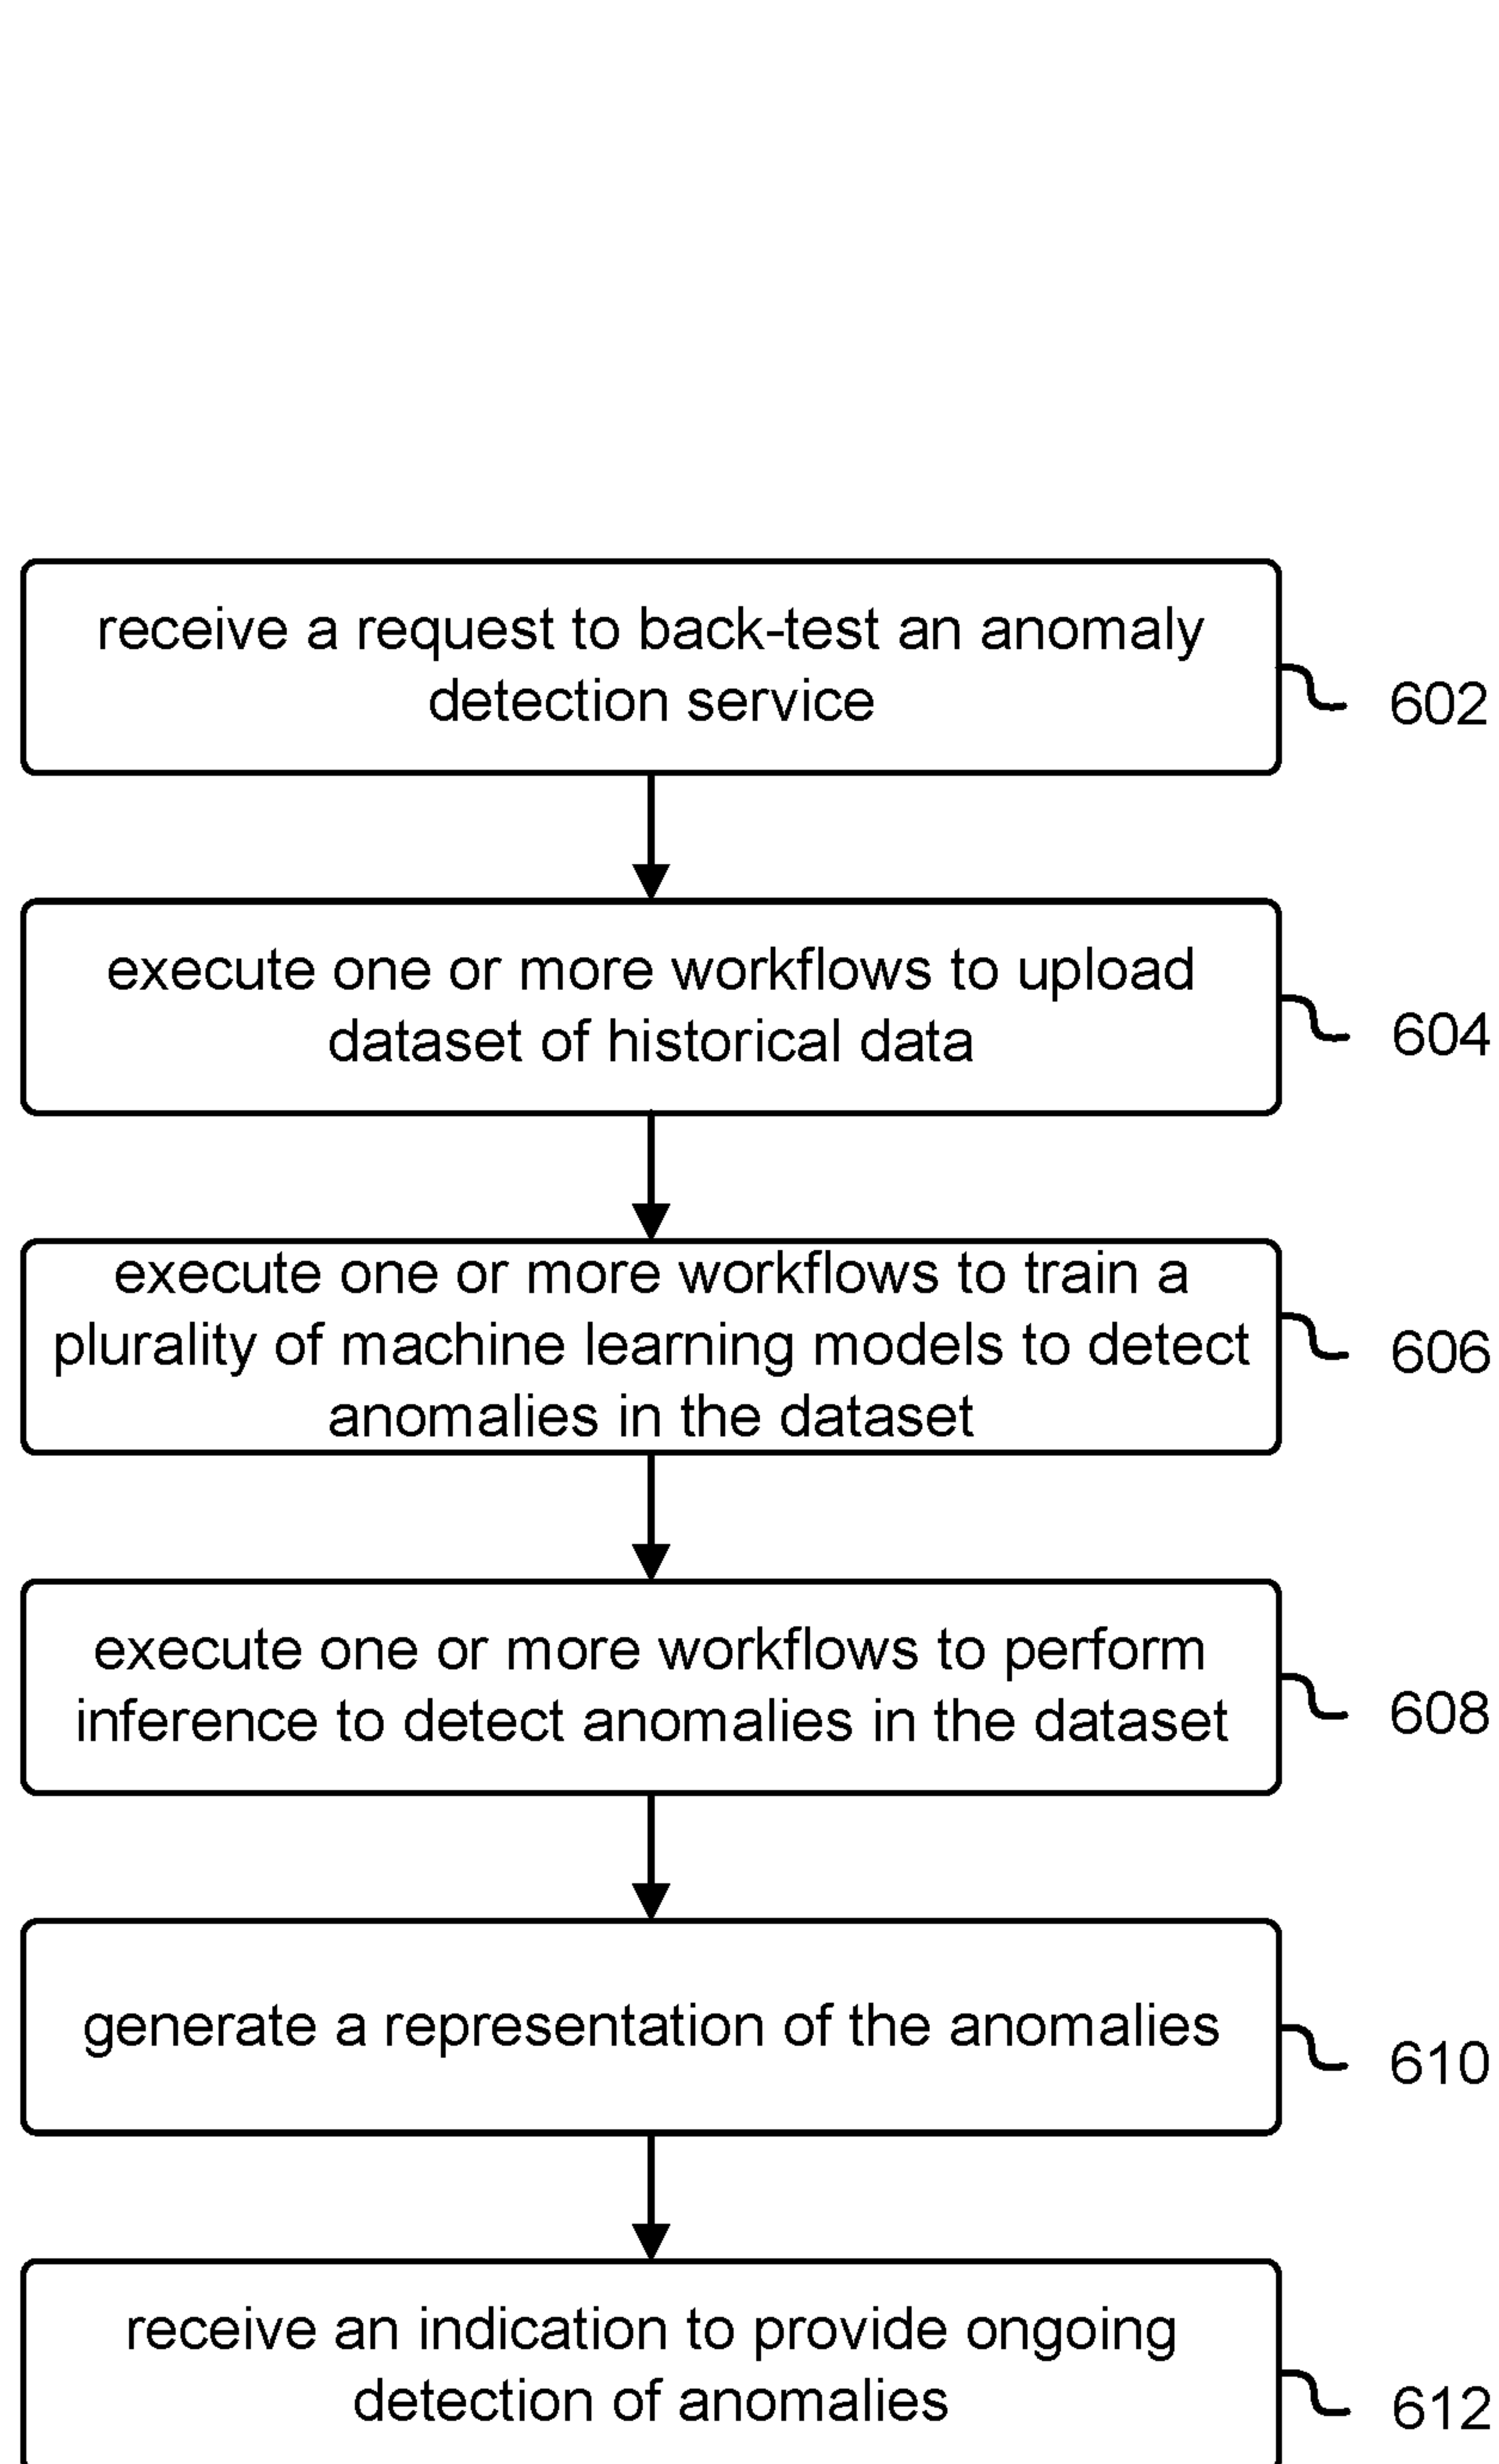 receive a request to back-test an anomaly
detection service
602
execute one or more workflows to upload
dataset of historical data
604
execute one or more workflows to train a
plurality of machine learning models to detect
anomalies in the dataset
606
execute one or more workflows to perform
inference to detect anomalies in the dataset
608
generate a representation of the anomalies
610
receive an indication to provide ongoing
detection of anomalies
612